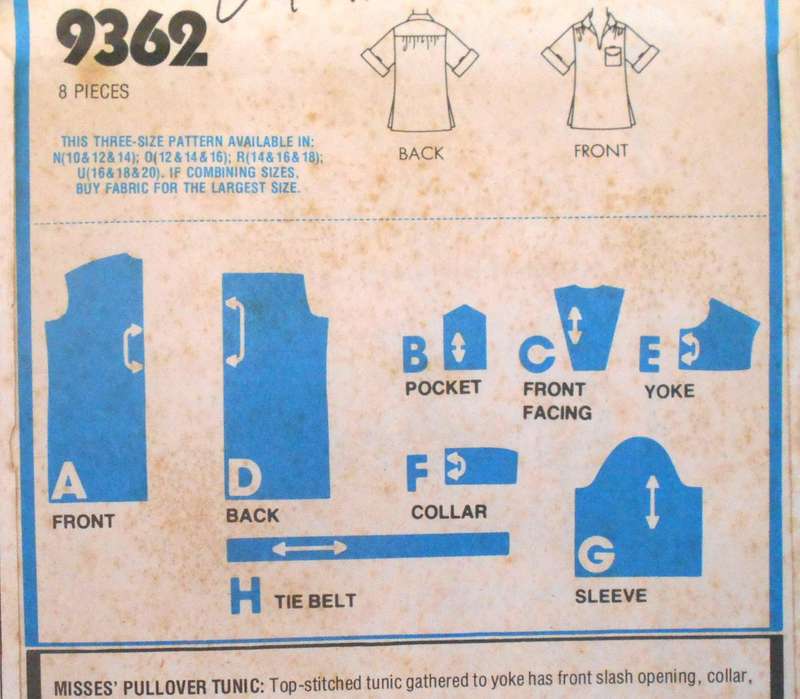 9362
8 PIECES
BACK
FRONT
THIS THREE-SIZE PATTERN AVAILABLE IN:
N(10&12&14); O(12&14&16); R(14&16&18);
U(16&18&20). IF COMBINING SIZES,
BUY FABRIC FOR THE LARGEST SIZE.
A
FRONT
D
BACK
B
POCKET
C
FRONT
FACING
E
YOKE
F
COLLAR
G
SLEEVE
H TIE BELT
MISSES' PULLOVER TUNIC: Top-stitched tunic gathered to yoke has front slash opening, collar,